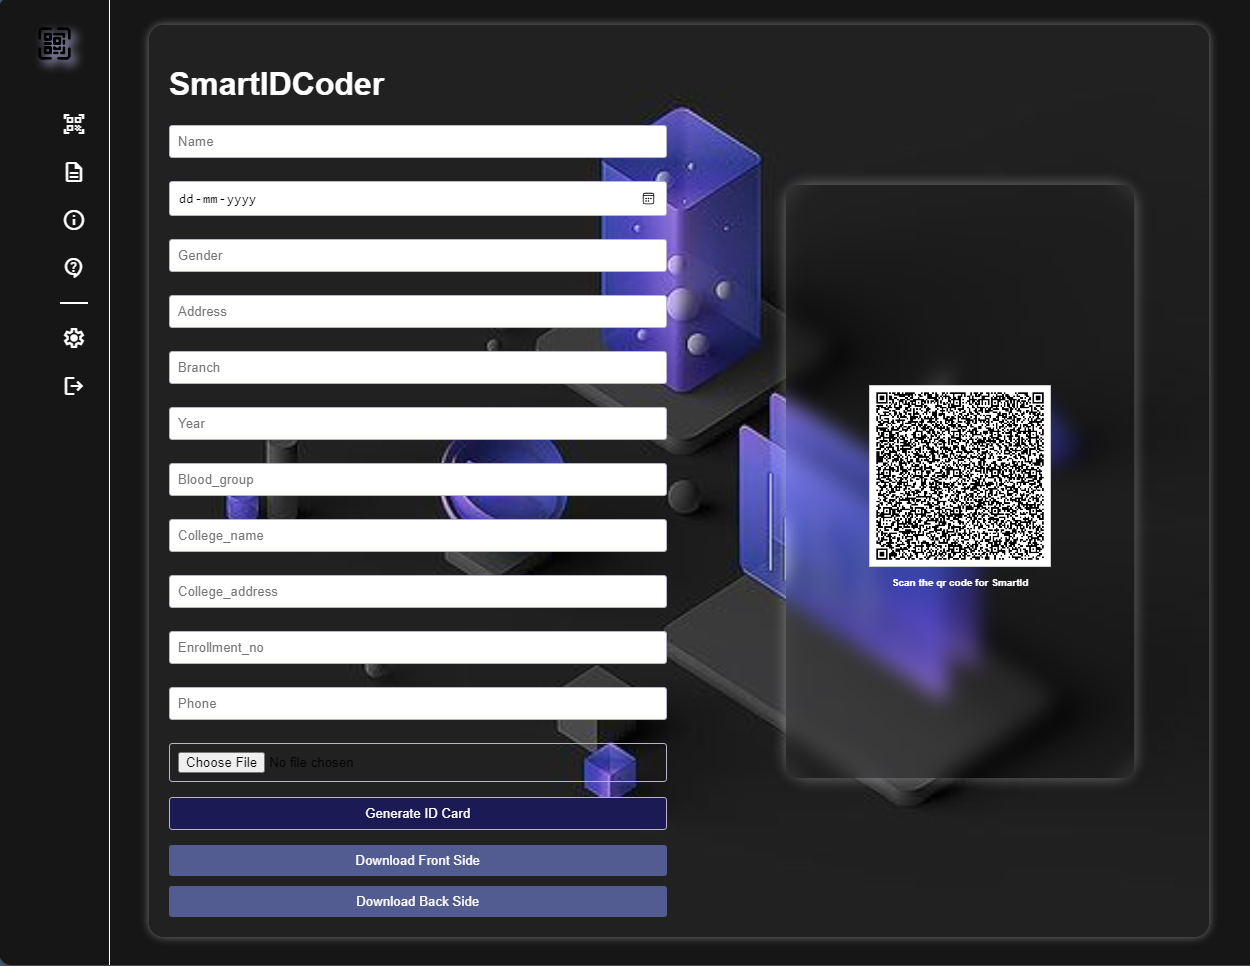 SmartIDCoder
Name
dd-mm-yyyy
Gender
Address
Branch
Year
Blood_group
College_name
College_address
Enrollment_no
Phone
Choose File No file chosen
Generate ID Card
Download Front Side
Download Back Side
Scan the qr code for SmartId